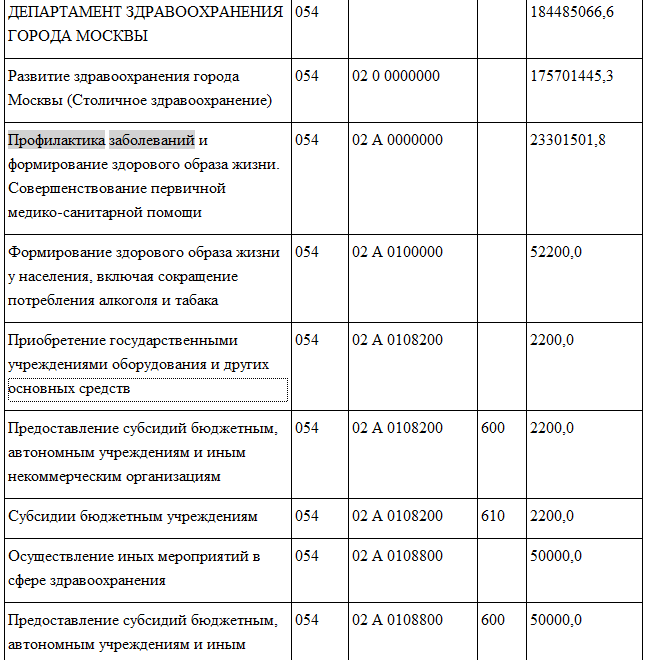 ДЕПАРТАМЕНТ ЗДРАВООХРАНЕНИЯ 054 184485066,6
ГОРОДА МОСКВЫ
Развитие здравоохранения города 054 02 0 0000000 175701445,3
Москвы (Столичное здравоохранение)
Профилактика заболеваний и 054 02 А 0000000 23301501,8
формирование здорового образа жизни.
Совершенствование первичной
медико-санитарной помощи
Формирование здорового образа жизни 054 02 А 0100000 52200,0
у населения, включая сокращение
потребления алкоголя и табака
Приобретение государственными 054 02 А 0108200 2200,0
учреждениями оборудования и других
основных средств
Предоставление субсидий бюджетным, 054 02 А 0108200 600 2200,0
автономным учреждениям и иным
некоммерческим организациям
Субсидии бюджетным учреждениям 054 02 А 0108200 610 2200,0
Осуществление иных мероприятий в 054 02 А 0108800 50000,0
сфере здравоохранения
Предоставление субсидий бюджетным, 054 02 А 0108800 600 50000,0
автономным учреждениям и иным